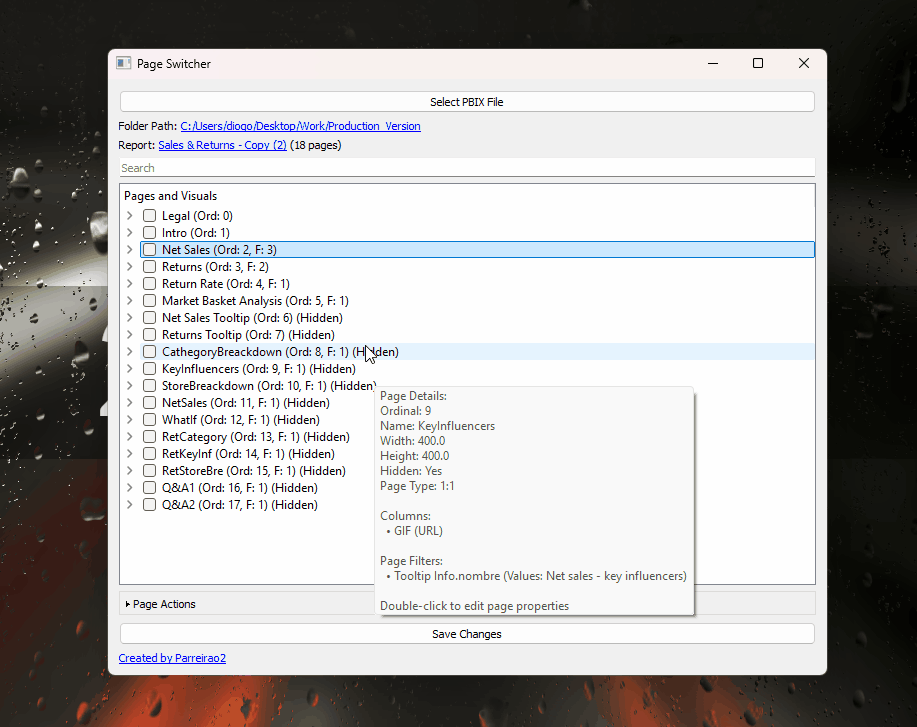 Page Switcher
Select PBIX File
Folder Path: C:/Users/diogo/Desktop/Work/Production_Version
Report: Sales & Returns - Copy (2) (18 pages)
Search
Pages and Visuals
Legal (Ord: 0)
Intro (Ord: 1)
Net Sales (Ord: 2, F: 3)
Returns (Ord: 3, F: 2)
Return Rate (Ord: 4, F: 1)
Market Basket Analysis (Ord: 5, F: 1)
Net Sales Tooltip (Ord: 6) (Hidden)
Returns Tooltip (Ord: 7) (Hidden)
CathegoryBreackdown (Ord: 8, F: 1) (Hidden)
KeyInfluencers (Ord: 9, F: 1) (Hidden)
StoreBreakdown (Ord: 10, F: 1) (Hidden)
NetSales (Ord: 11, F: 1) (Hidden)
WhatIf (Ord: 12, F: 1) (Hidden)
RetCategory (Ord: 13, F: 1) (Hidden)
RetKeyInf (Ord: 14, F: 1) (Hidden)
RetStoreBre (Ord: 15, F: 1) (Hidden)
Q&A1 (Ord: 16, F: 1) (Hidden)
Q&A2 (Ord: 17, F: 1) (Hidden)
Page Details:
Ordinal: 9
Name: KeyInfluencers
Width: 400.0
Height: 400.0
Hidden: Yes
Page Type: 1:1
Columns:
• GIF (URL)
Page Filters:
• Tooltip Info.nombre (Values: Net sales - key influencers)
Double-click to edit page properties
Page Actions
Save Changes
Created by Parreirao2